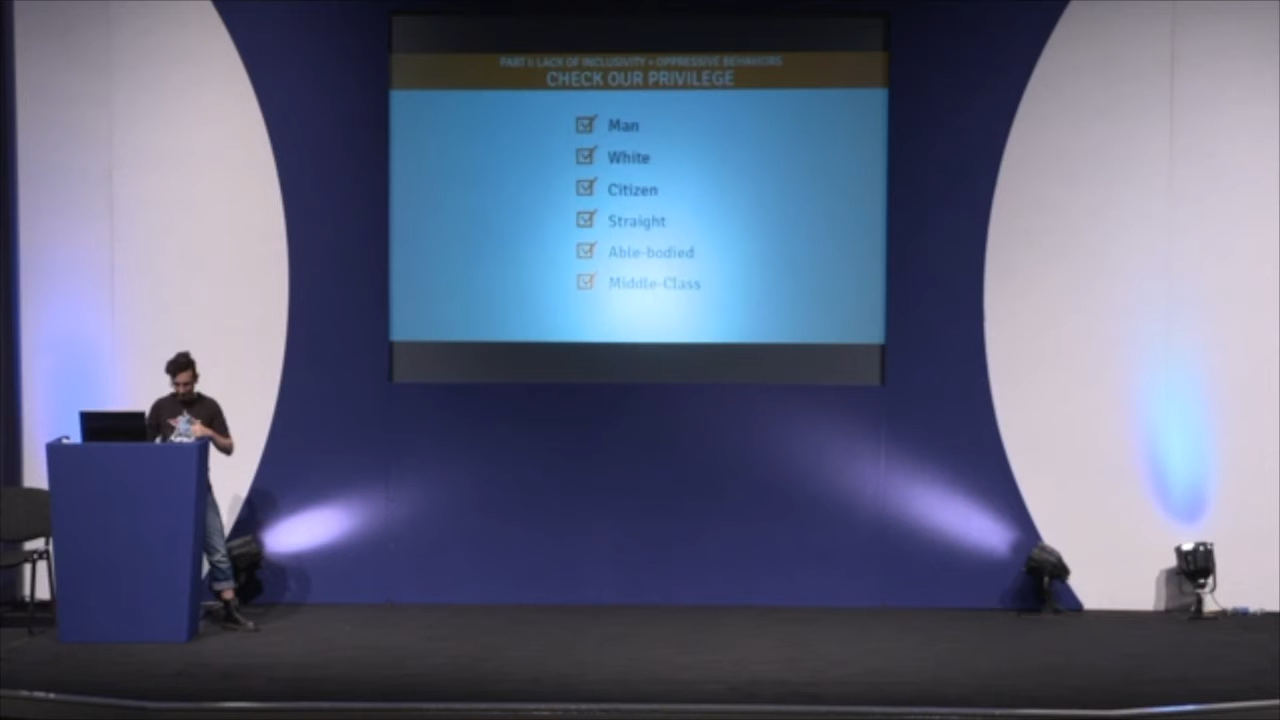 PART I: LACK OF INCLUSIVITY + OPPRESSIVE BEHAVIORS
CHECK OUR PRIVILEGE
Man
White
Citizen
Straight
Able-bodied
Middle-Class